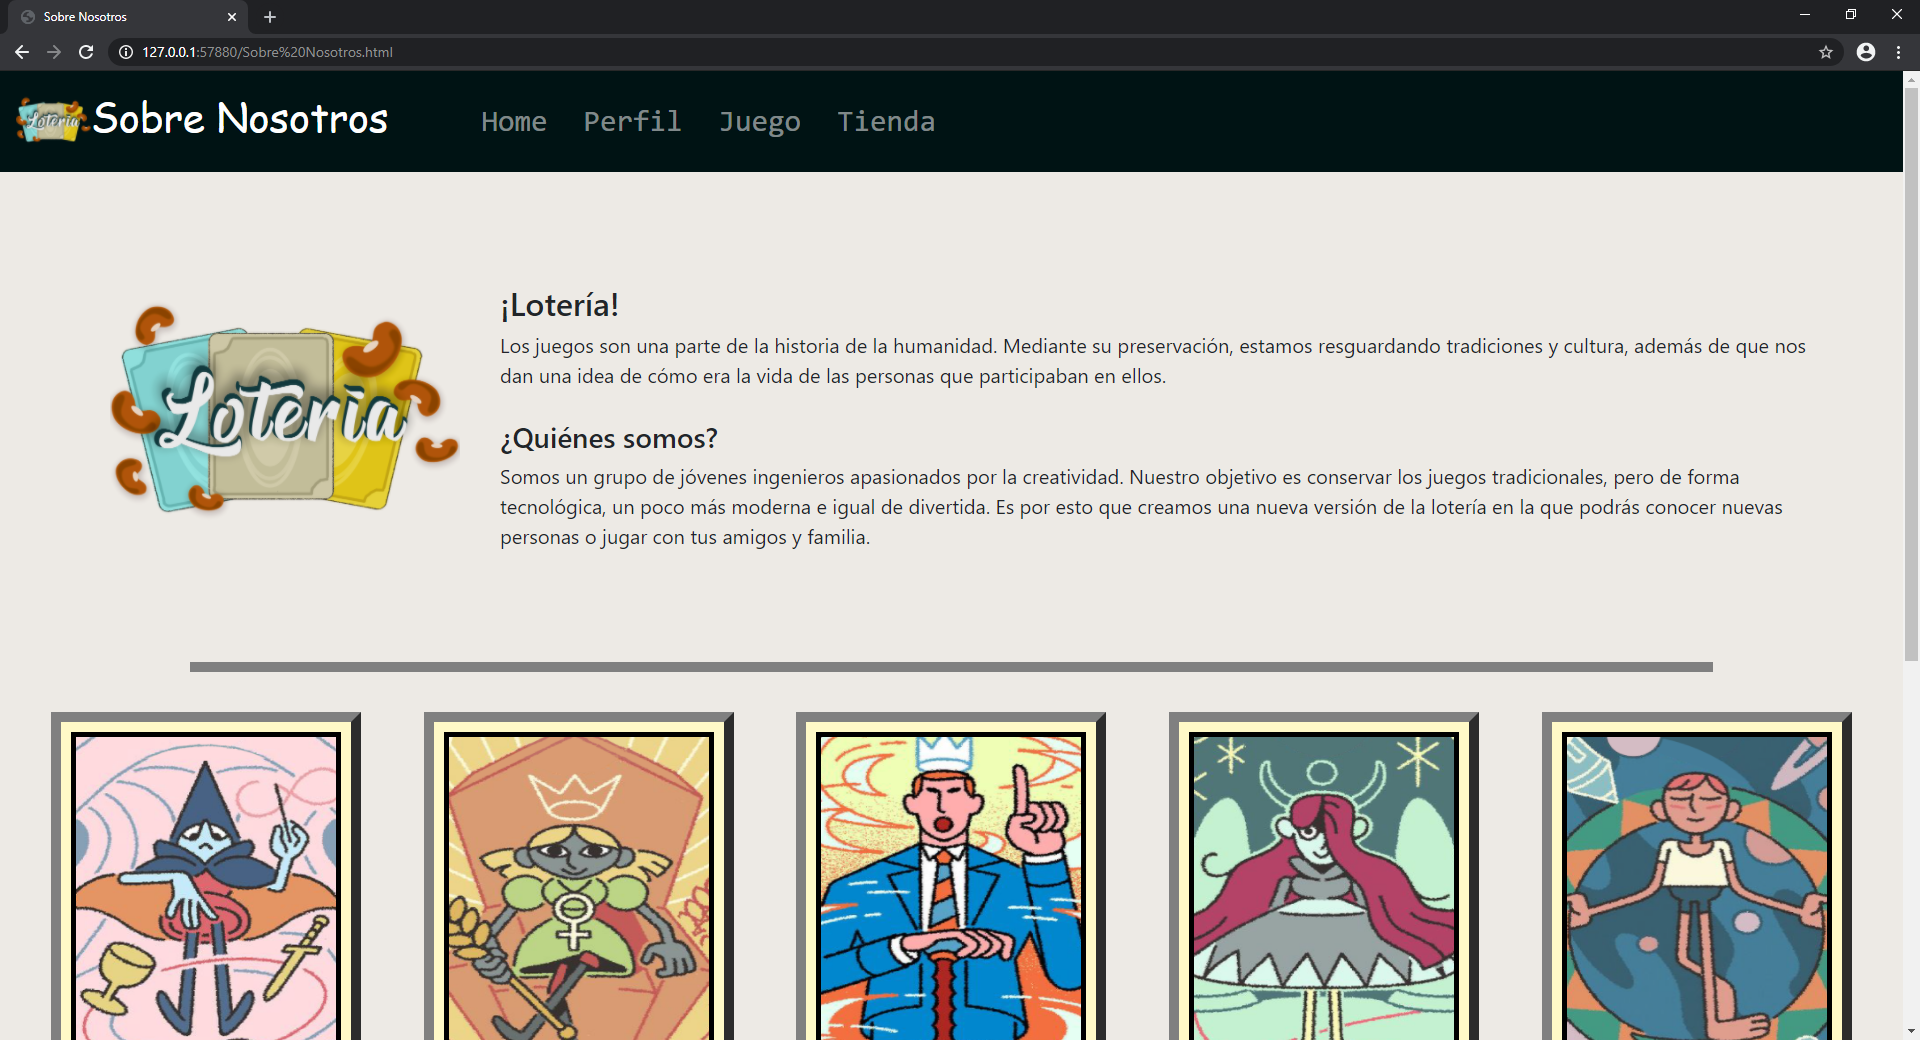 Sobre Nosotros
127.0.0.1:57880/Sobre%20Nosotros.html
Loteria Sobre Nosotros Home Perfil Juego Tienda
¡Lotería!
Los juegos son una parte de la historia de la humanidad. Mediante su preservación, estamos resguardando tradiciones y cultura, además de que nos
dan una idea de cómo era la vida de las personas que participaban en ellos.
Loteria
¿Quiénes somos?
Somos un grupo de jóvenes ingenieros apasionados por la creatividad. Nuestro objetivo es conservar los juegos tradicionales, pero de forma
tecnológica, un poco más moderna e igual de divertida. Es por esto que creamos una nueva versión de la lotería en la que podrás conocer nuevas
personas o jugar con tus amigos y familia.